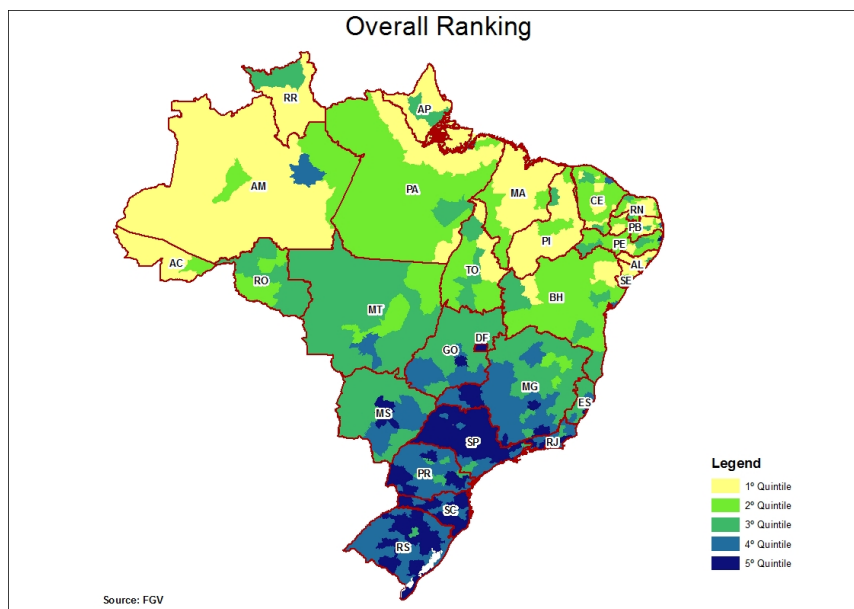 Overall Ranking
RR
AP
AM
PA
MA
CE
RN
PB
PE
PI
AL
SE
AC
RO
TO
BH
MT
DF
GO
MG
ES
MS
SP
RJ
PR
SC
RS
Legend
1º Quintile
2º Quintile
3º Quintile
4º Quintile
5º Quintile
Source: FGV